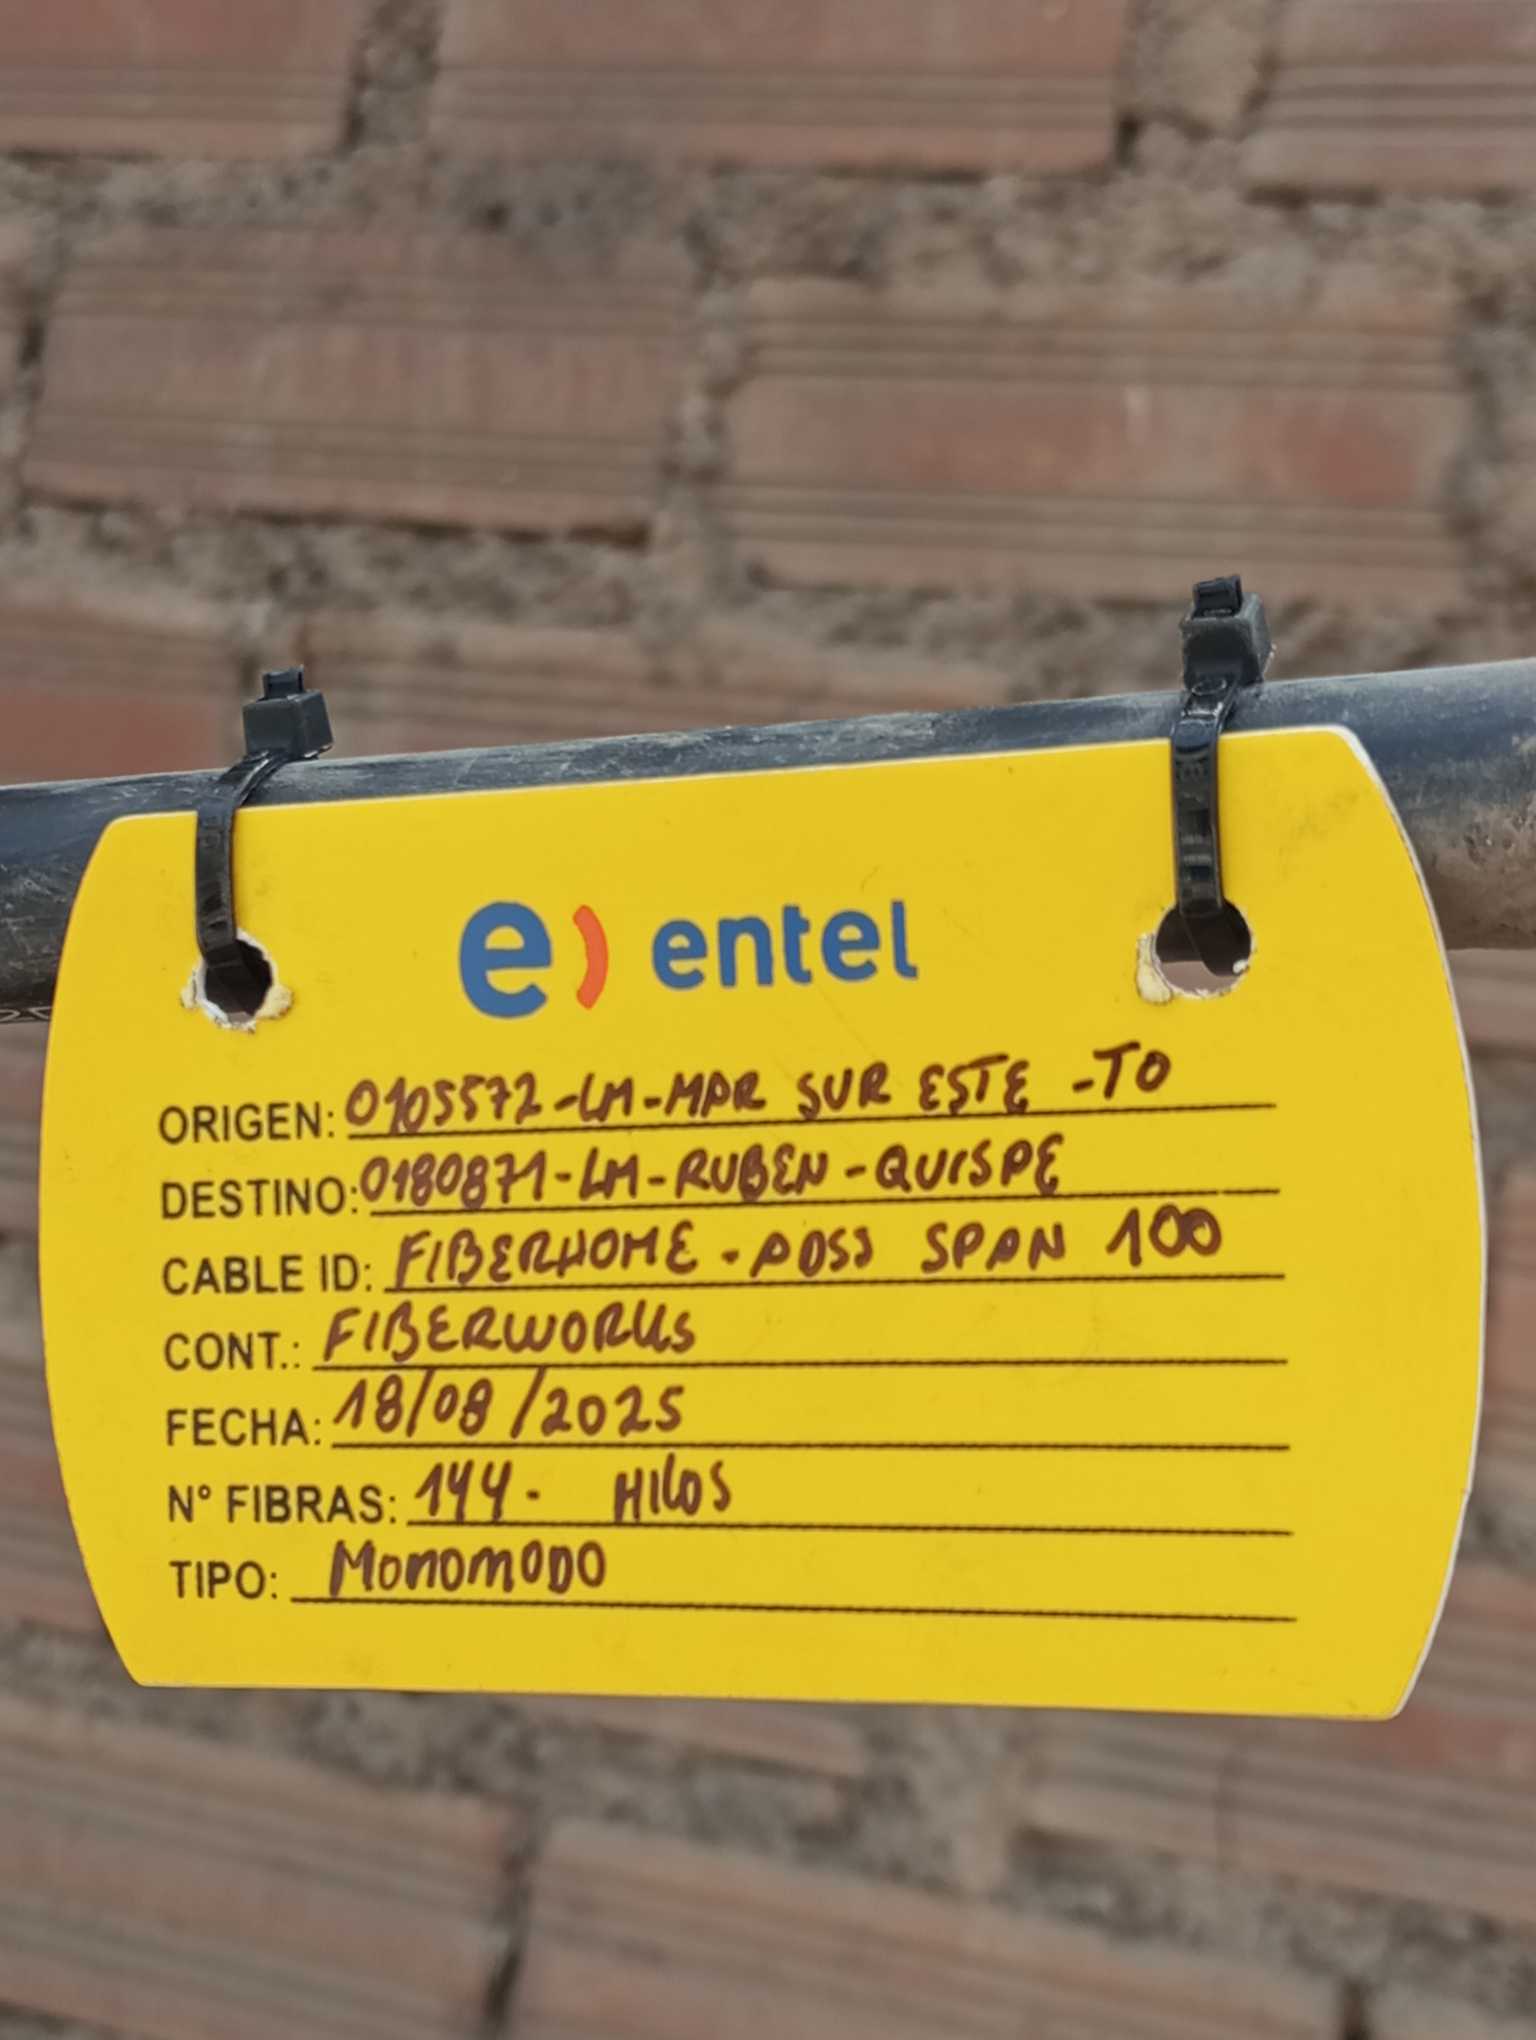 e) entel
ORIGEN: 0105572-LM-MAR SUR ESTE -TO
DESTINO: 0180871-LM-RUBEN-QUISPE
CABLE ID: FIBERHOME - ADSS SPAN 100
CONT.: FIBERWORKS
FECHA: 18/08/2025
N° FIBRAS: 144- HILOS
TIPO: MONOMODO